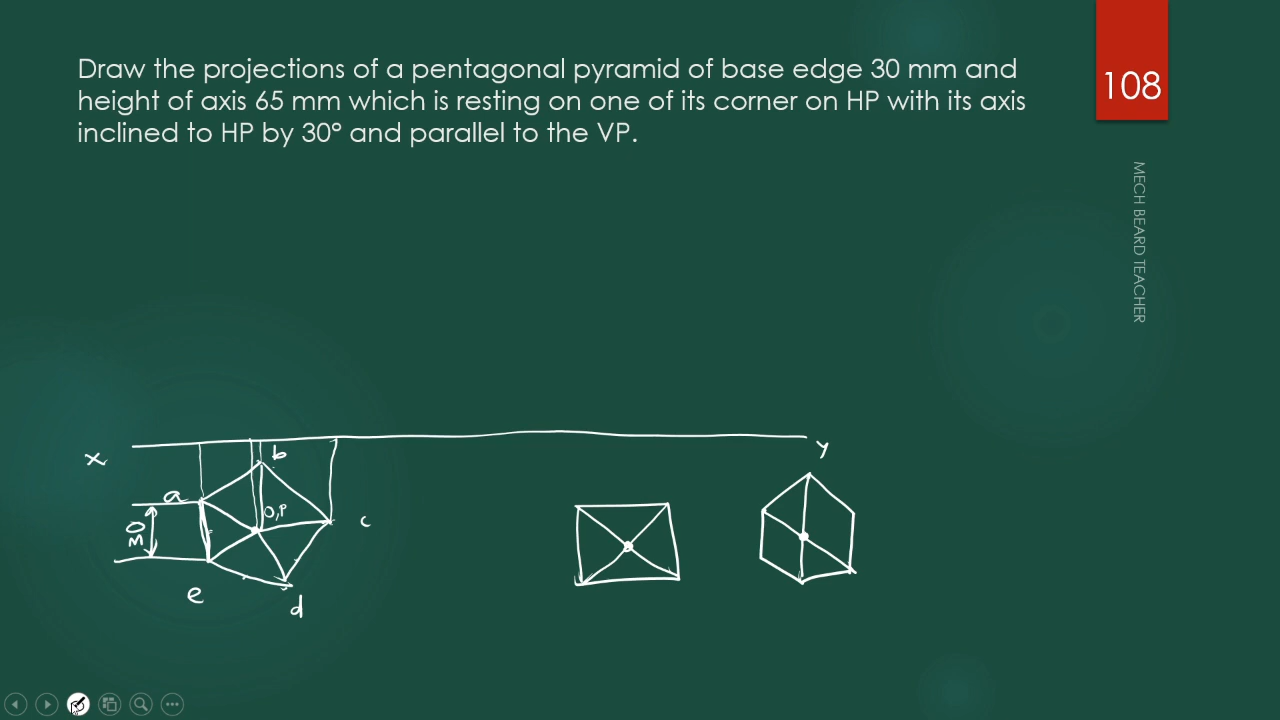 Draw the projections of a pentagonal pyramid of base edge 30 mm and
height of axis 65 mm which is resting on one of its corner on HP with its axis
inclined to HP by 30° and parallel to the VP.
108
MECH BEARD TEACHER
x
y
b
a
O,P
c
30
e
d